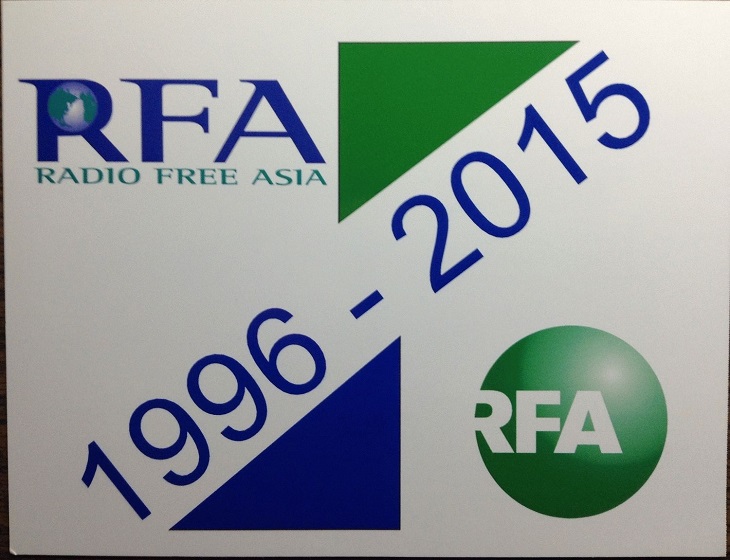 RFA
RADIO FREE ASIA
1996 - 2015
RFA